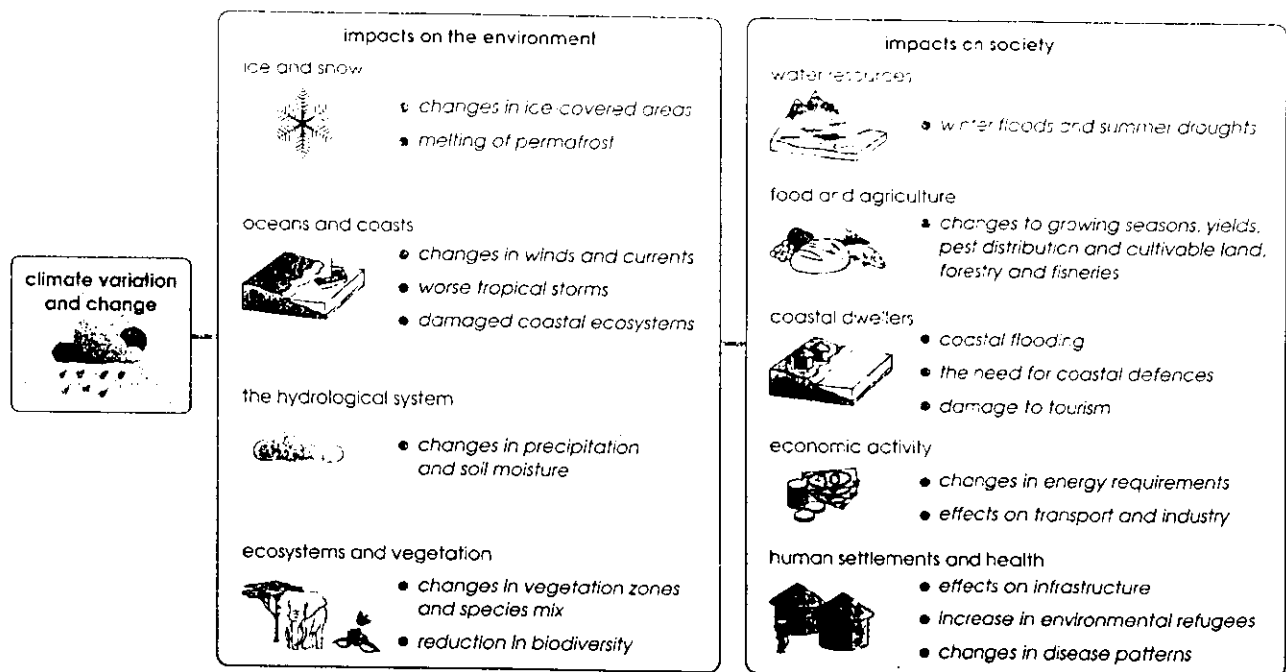 climate variation
and change
impacts on the environment
ice and snow
changes in ice-covered areas
melting of permafrost
oceans and coasts
changes in winds and currents
worse tropical storms
damaged coastal ecosystems
the hydrological system
changes in precipitation
and soil moisture
ecosystems and vegetation
changes in vegetation zones
and species mix
reduction in biodiversity
impacts on society
water resources
winter floods and summer droughts
food and agriculture
changes to growing seasons, yields,
pest distribution and cultivable land,
forestry and fisheries
coastal dwellers
coastal flooding
the need for coastal defences
damage to tourism
economic activity
changes in energy requirements
effects on transport and industry
human settlements and health
effects on infrastructure
increase in environmental refugees
changes in disease patterns